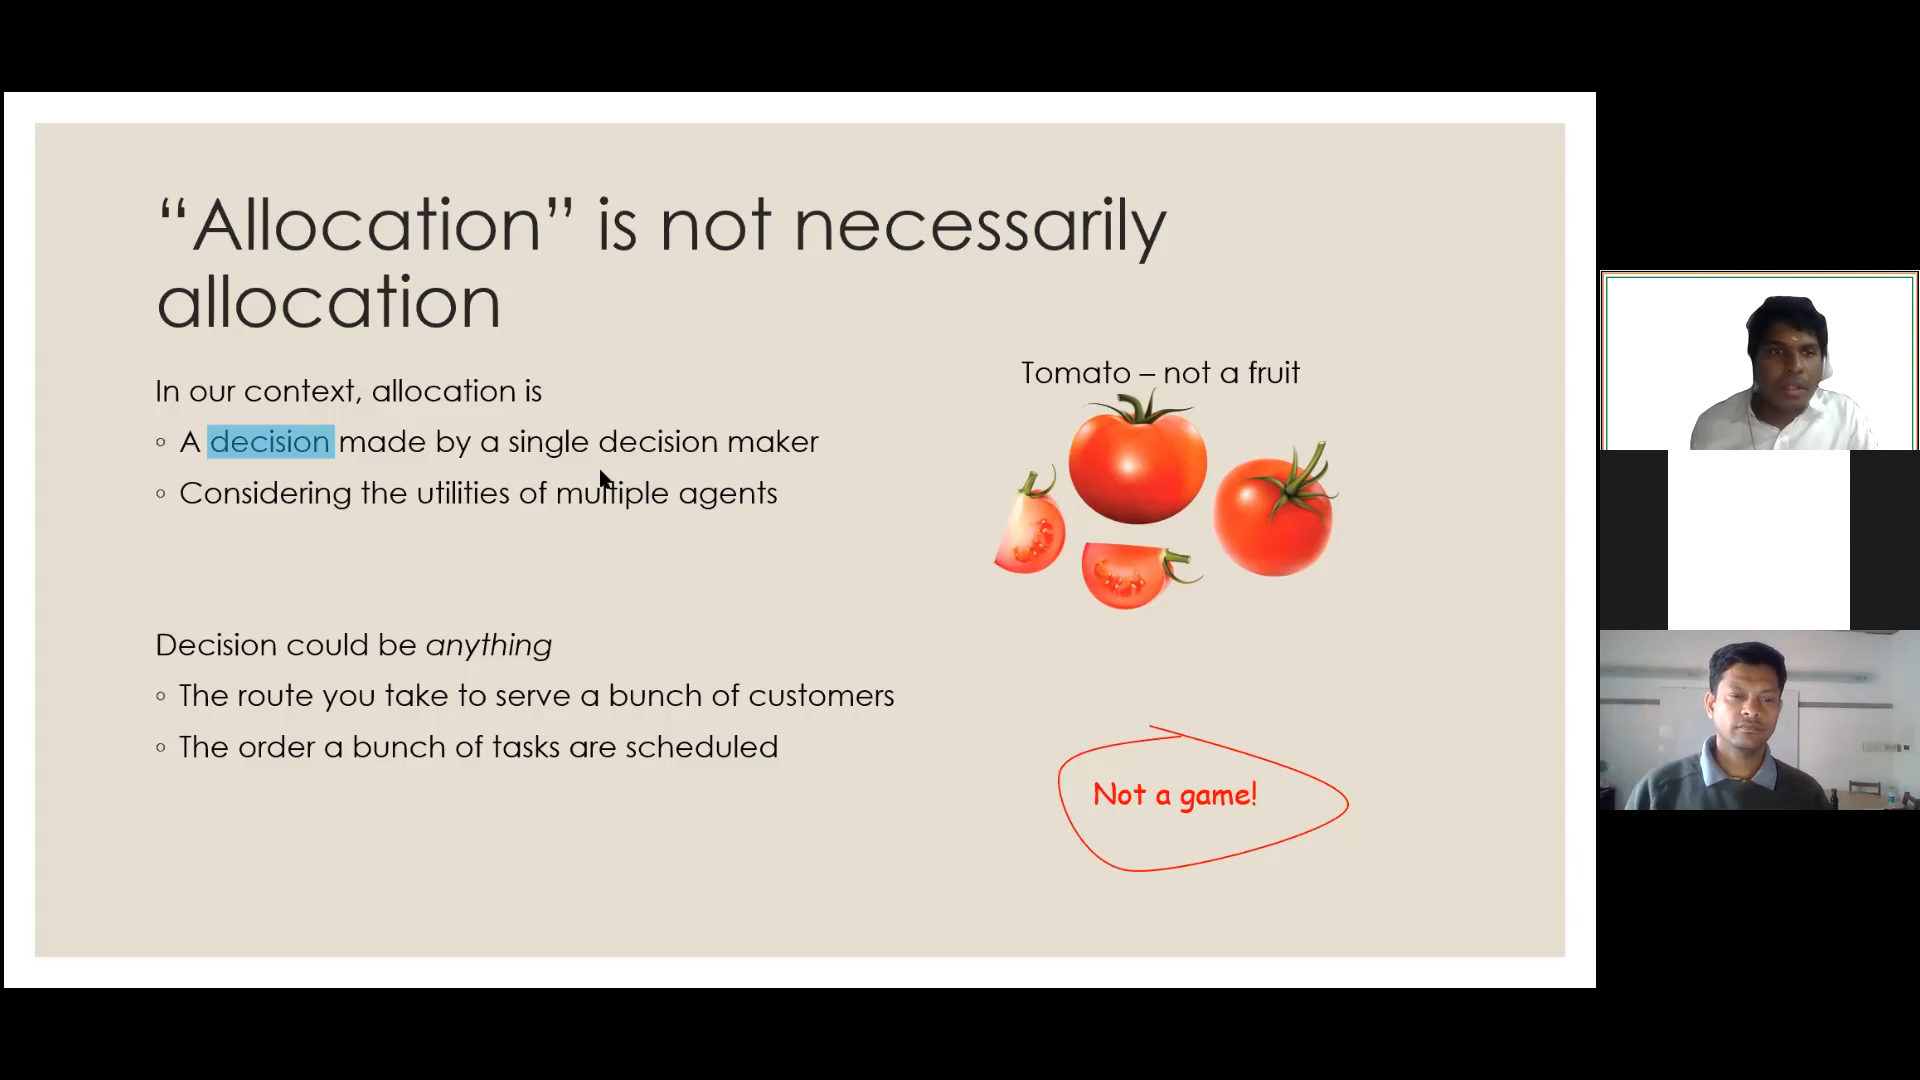 “Allocation” is not necessarily
allocation
In our context, allocation is
◦ A decision made by a single decision maker
◦ Considering the utilities of multiple agents
Decision could be anything
◦ The route you take to serve a bunch of customers
◦ The order a bunch of tasks are scheduled
Tomato – not a fruit
Not a game!